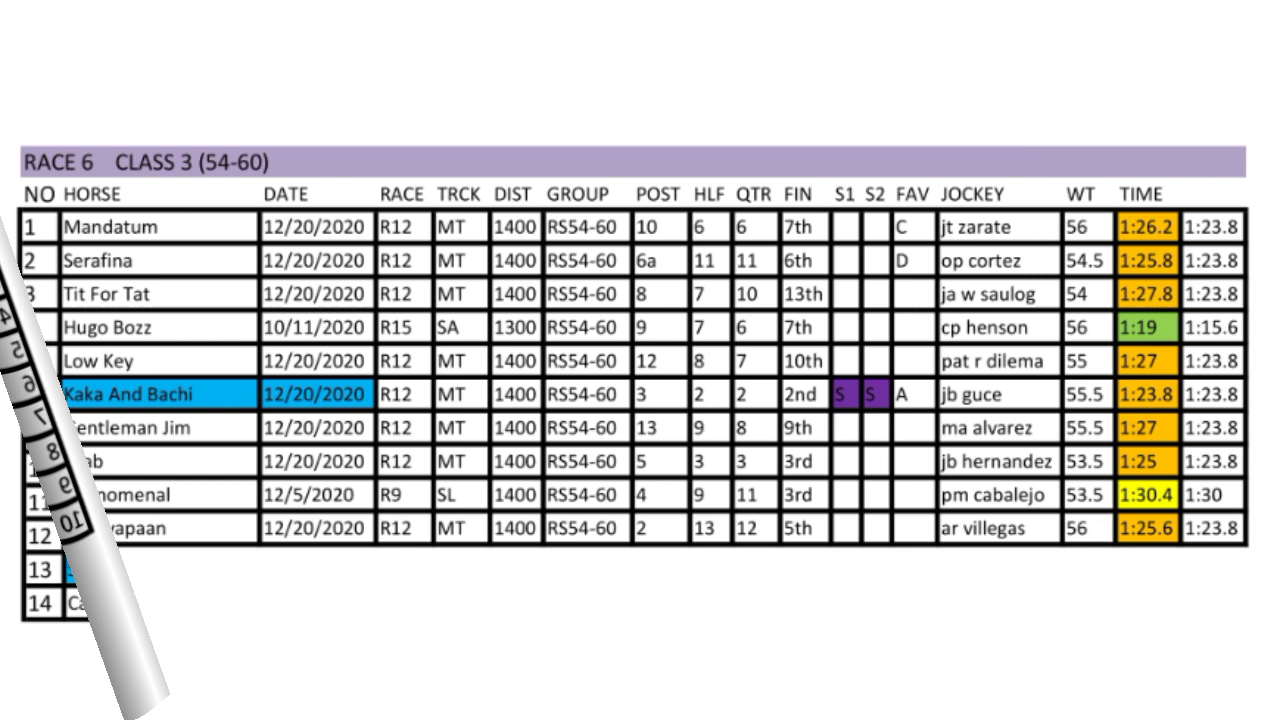 RACE 6 CLASS 3 (54-60)
NO HORSE DATE RACE TRCK DIST GROUP POST HLF QTR FIN S1 S2 FAV JOCKEY WT TIME
1 Mandatum 12/20/2020 R12 MT 1400 RS54-60 10 6 6 7th C jt zarate 56 1:26.2 1:23.8
2 Serafina 12/20/2020 R12 MT 1400 RS54-60 6a 11 11 6th D op cortez 54.5 1:25.8 1:23.8
3 Tit For Tat 12/20/2020 R12 MT 1400 RS54-60 8 7 10 13th ja w saulog 54 1:27.8 1:23.8
4 Hugo Bozz 10/11/2020 R15 SA 1300 RS54-60 9 7 6 7th cp henson 56 1:19 1:15.6
5 Low Key 12/20/2020 R12 MT 1400 RS54-60 12 8 7 10th pat r dilema 55 1:27 1:23.8
6 Kaka And Bachi 12/20/2020 R12 MT 1400 RS54-60 3 2 2 2nd S S A jb guce 55.5 1:23.8 1:23.8
7 Jim 12/20/2020 R12 MT 1400 RS54-60 13 9 8 9th ma alvarez 55.5 1:27 1:23.8
8 12/20/2020 R12 MT 1400 RS54-60 5 3 3 3rd jb hernandez 53.5 1:25 1:23.8
9 11 12/5/2020 R9 SL 1400 RS54-60 4 9 11 3rd pm cabalejo 53.5 1:30.4 1:30
10 12 12/20/2020 R12 MT 1400 RS54-60 2 13 12 5th ar villegas 56 1:25.6 1:23.8
13
14